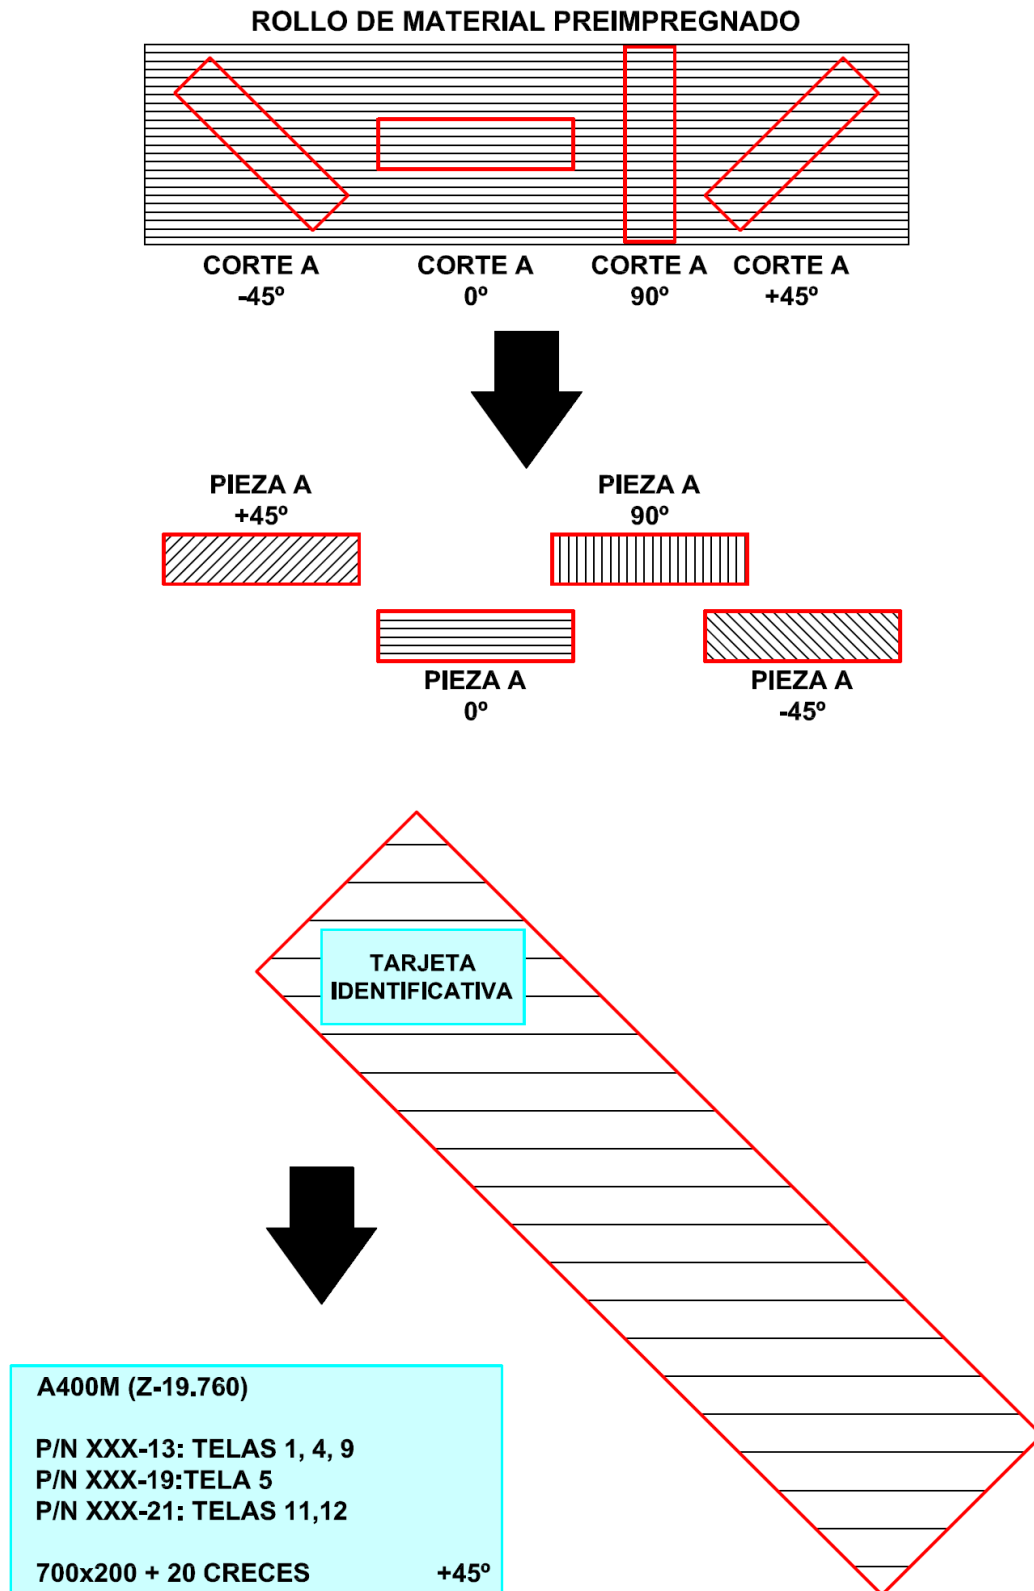 ROLLO DE MATERIAL PREIMPREGNADO
CORTE A
-45º
CORTE A
0º
CORTE A
90º
CORTE A
+45º
PIEZA A
+45º
PIEZA A
90º
PIEZA A
0º
PIEZA A
-45º
TARJETA
IDENTIFICATIVA
A400M (Z-19.760)
P/N XXX-13: TELAS 1, 4, 9
P/N XXX-19:TELA 5
P/N XXX-21: TELAS 11,12
700x200 + 20 CRECES +45º